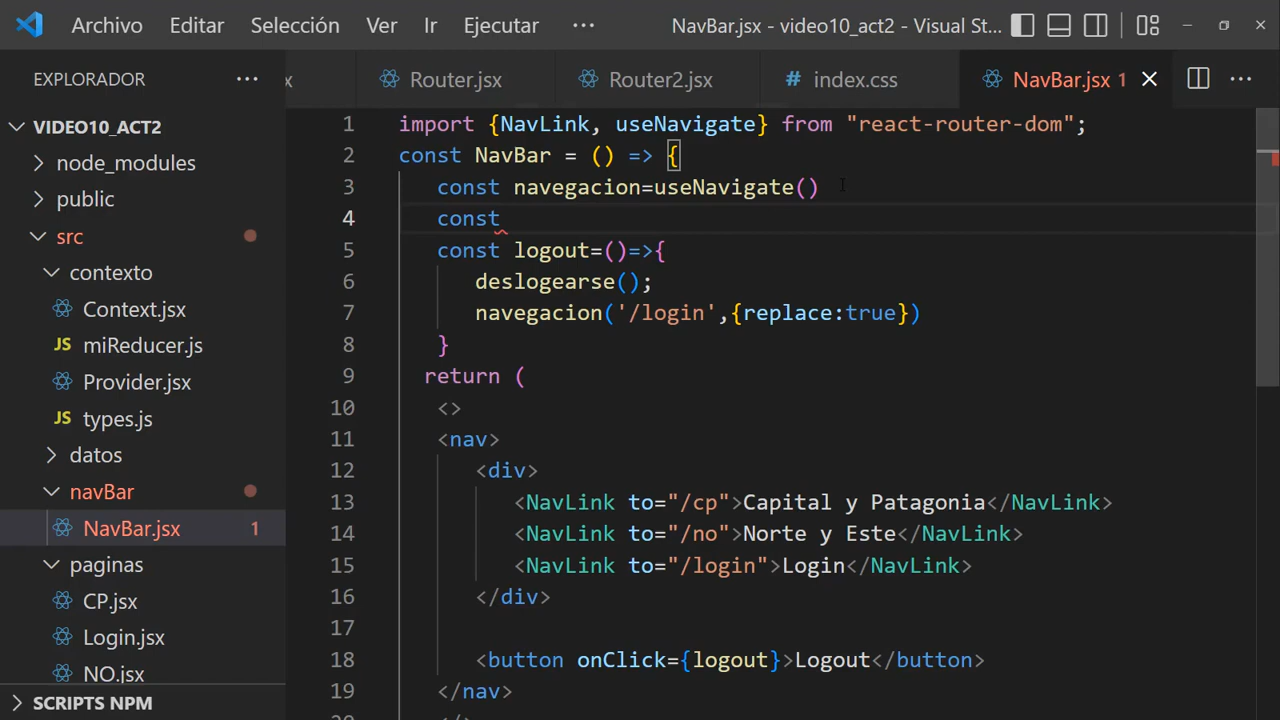 Archivo Editar Selección Ver Ir Ejecutar ··· NavBar.jsx - video10_act2 - Visual St...
EXPLORADOR ···
x Router.jsx Router2.jsx # index.css NavBar.jsx 1
VIDEO10_ACT2
node_modules
public
src
contexto
Context.jsx
JS miReducer.js
Provider.jsx
JS types.js
datos
navBar
NavBar.jsx 1
paginas
CP.jsx
Login.jsx
NO.jsx
SCRIPTS NPM
1 import {NavLink, useNavigate} from "react-router-dom";
2 const NavBar = () => {
3 const navegacion=useNavigate()
4 const
5 const logout=()=>{
6 deslogearse();
7 navegacion('/login',{replace:true})
8 }
9 return (
10 <>
11 <nav>
12 <div>
13 <NavLink to="/cp">Capital y Patagonia</NavLink>
14 <NavLink to="/no">Norte y Este</NavLink>
15 <NavLink to="/login">Login</NavLink>
16 </div>
17
18 <button onClick={logout}>Logout</button>
19 </nav>
20 </>